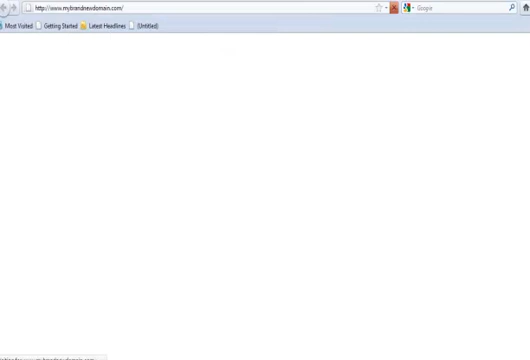 http://www.mybrandnewdomain.com/
Google
Most Visited Getting Started Latest Headlines (Untitled)